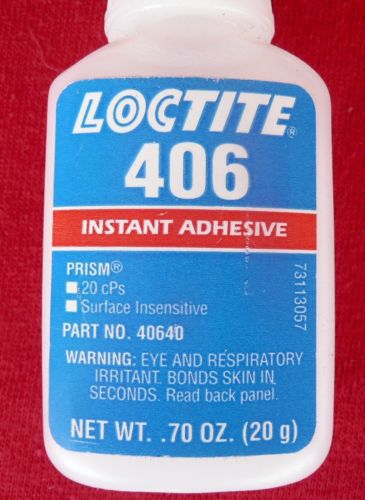 LOCTITE®
406
INSTANT ADHESIVE
PRISM®
20 cPs
Surface Insensitive
PART NO. 40640
WARNING: EYE AND RESPIRATORY
IRRITANT. BONDS SKIN IN
SECONDS. Read back panel.
NET WT. .70 OZ. (20 g)
73113057